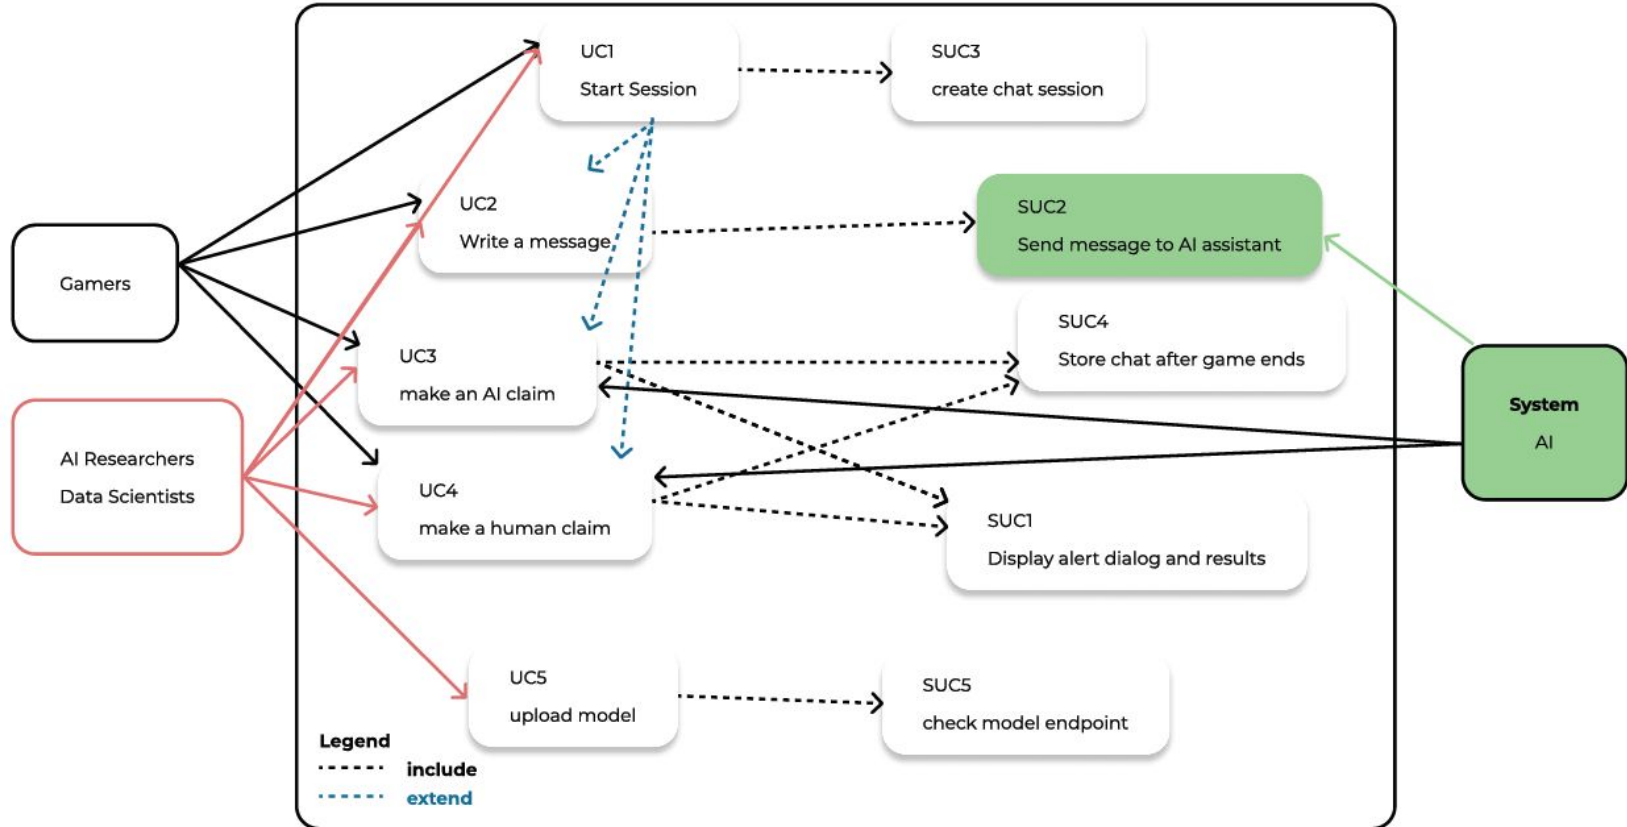 UC1
Start Session
SUC3
create chat session
UC2
Write a message
SUC2
Send message to AI assistant
Gamers
UC3
make an AI claim
SUC4
Store chat after game ends
System
AI
AI Researchers
Data Scientists
UC4
make a human claim
SUC1
Display alert dialog and results
UC5
upload model
SUC5
check model endpoint
Legend
include
extend